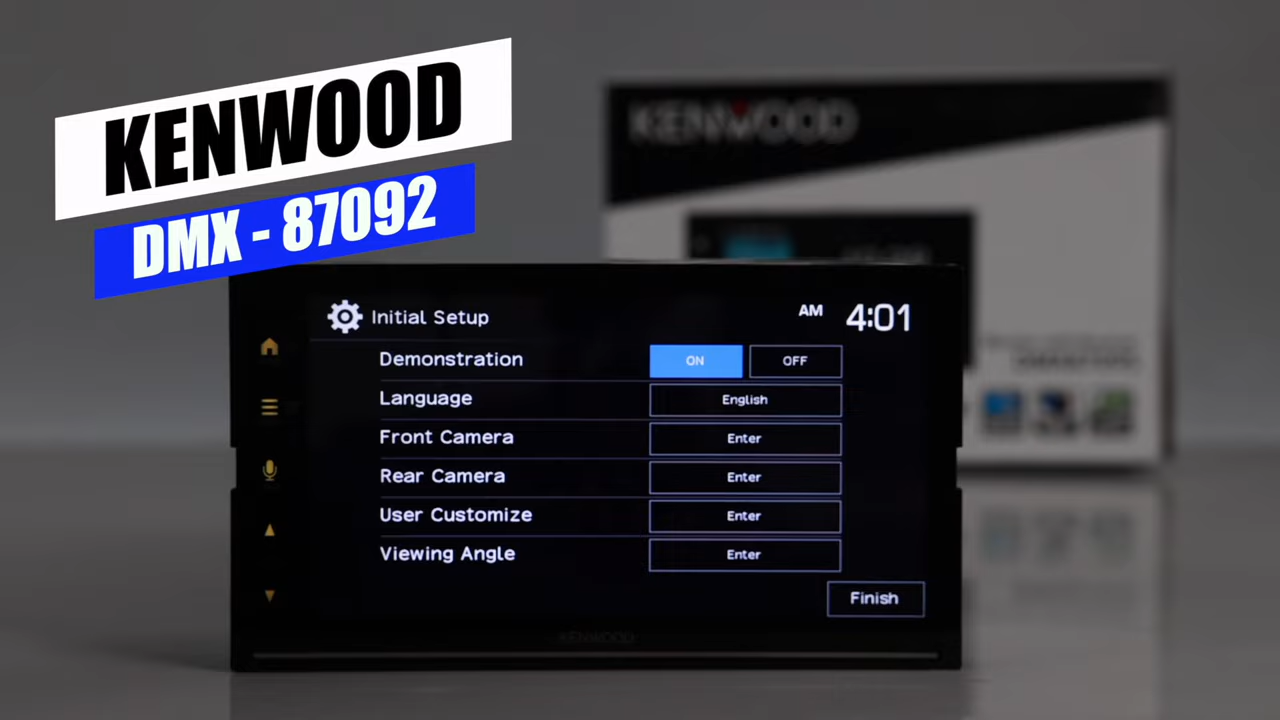 KENWOOD
DMX - 87092
KENWOOD
Initial Setup
AM 4:01
Demonstration ON OFF
Language English
Front Camera Enter
Rear Camera Enter
User Customize Enter
Viewing Angle Enter
Finish
KENWOOD